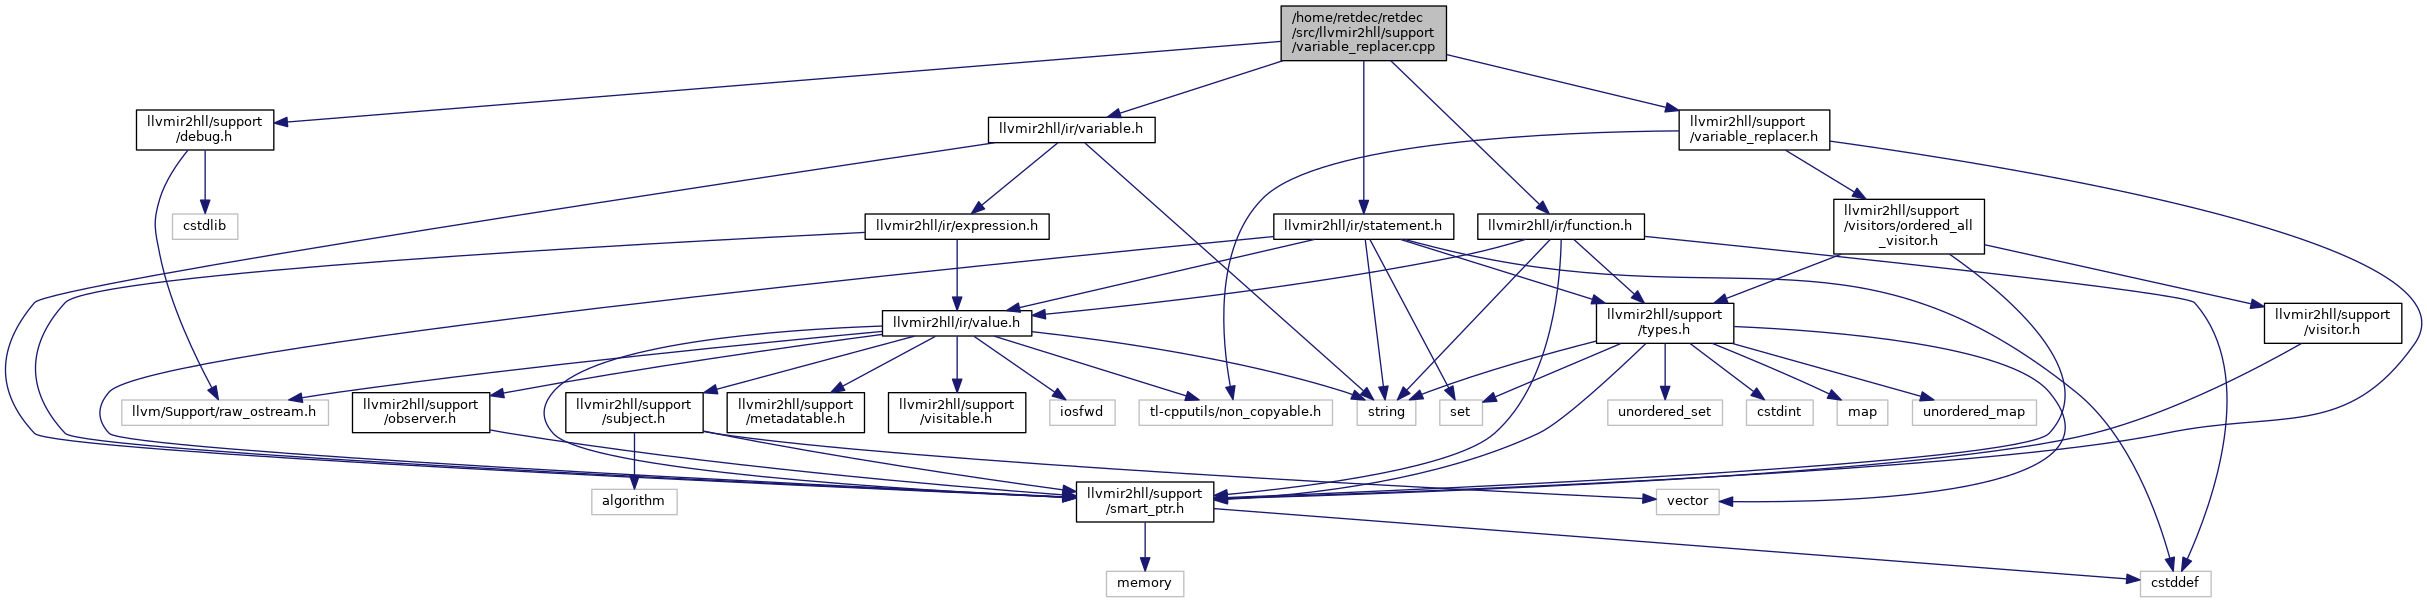 /home/retdec/retdec
/src/llvmir2hll/support
/variable_replacer.cpp
llvmir2hll/support
/debug.h
llvmir2hll/ir/variable.h
llvmir2hll/support
/variable_replacer.h
cstdlib
llvmir2hll/ir/expression.h
llvmir2hll/ir/statement.h
llvmir2hll/ir/function.h
llvmir2hll/support
/visitors/ordered_all
_visitor.h
llvmir2hll/ir/value.h
llvmir2hll/support
/types.h
llvmir2hll/support
/visitor.h
llvm/Support/raw_ostream.h
llvmir2hll/support
/observer.h
llvmir2hll/support
/subject.h
llvmir2hll/support
/metadatable.h
llvmir2hll/support
/visitable.h
iosfwd
tl-cpputils/non_copyable.h
string
set
unordered_set
cstdint
map
unordered_map
algorithm
llvmir2hll/support
/smart_ptr.h
vector
memory
cstddef